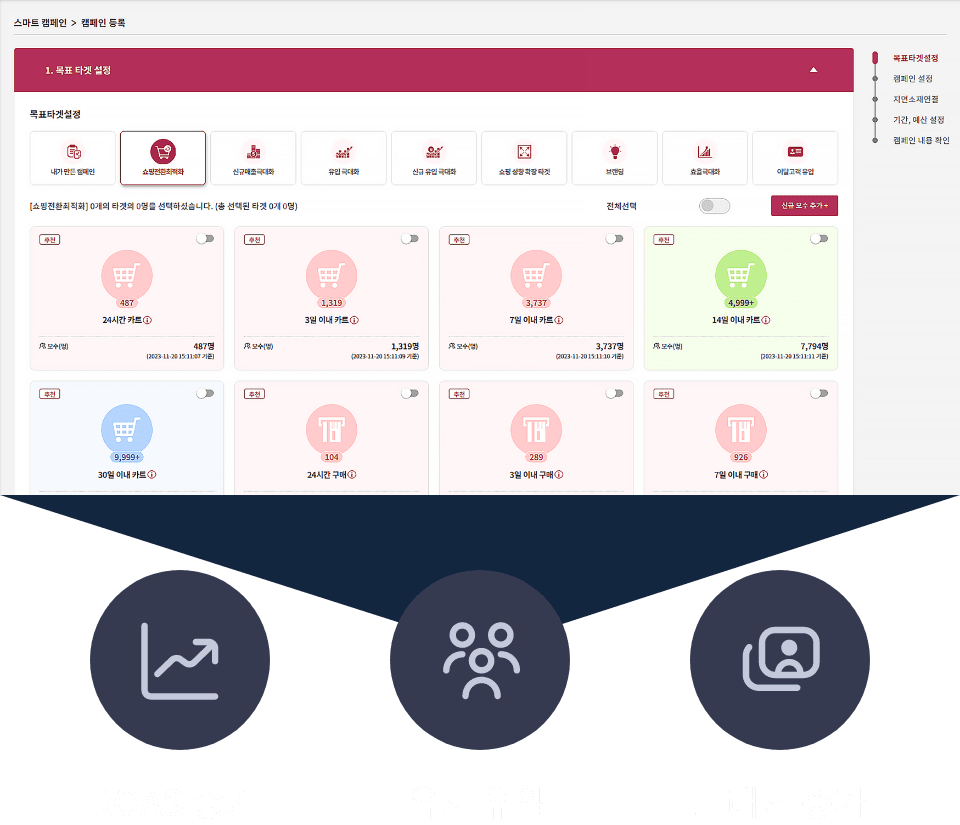 스마트 캠페인 > 캠페인 등록
1. 목표 타겟 설정
목표타겟설정
내가 만든 캠페인
쇼핑전환최적화
신규매출극대화
유입 극대화
신규 유입 극대화
쇼핑 성향 확장 타겟
브랜딩
효율극대화
이탈고객 유입
목표타겟설정
캠페인 설정
지면소재연결
기간, 예산 설정
캠페인 내용 확인
[쇼핑전환최적화] 0개의 타겟의 0명을 선택하셨습니다. (총 선택된 타겟 0개 0명)
전체선택
신규 모수 추가 +
추천
487
24시간 카트
모수(명)
487명
(2023-11-20 15:11:07 기준)
추천
1,319
3일 이내 카트
모수(명)
1,319명
(2023-11-20 15:11:09 기준)
추천
3,737
7일 이내 카트
모수(명)
3,737명
(2023-11-20 15:11:10 기준)
추천
4,999+
14일 이내 카트
모수(명)
7,794명
(2023-11-20 15:11:11 기준)
추천
9,999+
30일 이내 카트
추천
104
24시간 구매
추천
289
3일 이내 구매
추천
926
7일 이내 구매